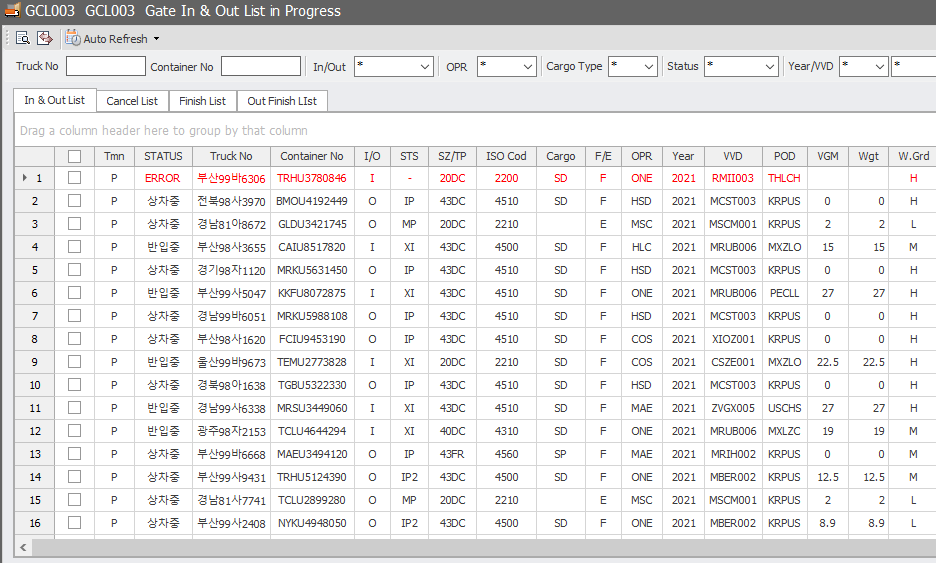 GCL003 GCL003 Gate In & Out List in Progress
Auto Refresh
Truck No Container No In/Out * OPR * Cargo Type * Status * Year/VVD * *
In & Out List Cancel List Finish List Out Finish LIst
Drag a column header here to group by that column
Tmn STATUS Truck No Container No I/O STS SZ/TP ISO Cod Cargo F/E OPR Year VVD POD VGM Wgt W.Grd
1 P ERROR 부산99바6306 TRHU3780846 I - 20DC 2200 SD F ONE 2021 RMII003 THLCH H
2 P 상차중 전북98사3970 BMOU4192449 O IP 43DC 4510 SD F HSD 2021 MCST003 KRPUS 0 0 H
3 P 상차중 경남81아8672 GLDU3421745 O MP 20DC 2210 E MSC 2021 MSCM001 KRPUS 2 2 L
4 P 반입중 부산98사3655 CAIU8517820 I XI 43DC 4500 SD F HLC 2021 MRUB006 MXZLO 15 15 M
5 P 상차중 경기98자1120 MRKU5631450 O IP 43DC 4510 SD F HSD 2021 MCST003 KRPUS 0 0 H
6 P 반입중 부산99사5047 KKFU8072875 I XI 43DC 4510 SD F ONE 2021 MRUB006 PECLL 27 27 H
7 P 상차중 경남99바6051 MRKU5988108 O IP 43DC 4510 SD F HSD 2021 MCST003 KRPUS 0 0 H
8 P 상차중 부산98사1620 FCIU9453190 O IP 43DC 4510 SD F COS 2021 XIOZ001 KRPUS 0 0 H
9 P 반입중 울산99바9673 TEMU2773828 I XI 20DC 2210 SD F COS 2021 CSZE001 MXZLO 22.5 22.5 H
10 P 상차중 경북98아1638 TGBU5322330 O IP 43DC 4510 SD F HSD 2021 MCST003 KRPUS 0 0 H
11 P 반입중 경남99사6338 MRSU3449060 I XI 43DC 4510 SD F MAE 2021 ZVGX005 USCHS 27 27 H
12 P 반입중 광주98자2153 TCLU4644294 I XI 40DC 4310 SD F ONE 2021 MRUB006 MXLZC 19 19 M
13 P 상차중 부산99바6668 MAEU3494120 O IP 43FR 4560 SP F MAE 2021 MRIH002 KRPUS 0 0 M
14 P 상차중 부산99사9431 TRHU5124390 O IP2 43DC 4510 SD F ONE 2021 MBER002 KRPUS 12.5 12.5 M
15 P 상차중 경남81사7741 TCLU2899280 O MP 20DC 2210 E MSC 2021 MSCM001 KRPUS 2 2 L
16 P 상차중 부산99사2408 NYKU4948050 O IP2 43DC 4500 SD F ONE 2021 MBER002 KRPUS 8.9 8.9 L